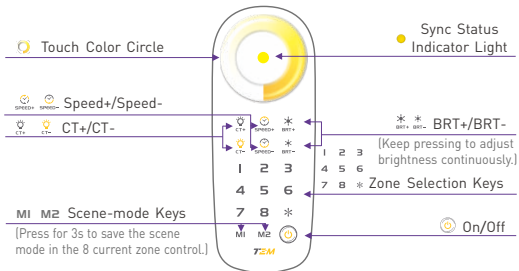 Touch Color Circle
Sync Status
Indicator Light
SPEED+ SPEED- Speed+/Speed-
CT+ CT- CT+/CT-
CT+ SPEED+ BRT+
CT- SPEED- BRT-
BRT+ BRT- BRT+/BRT-
(Keep pressing to adjust
brightness continuously.)
1 2 3
4 5 6
7 8 *
M1 M2
TEM
1 2 3
4 5 6
7 8 * Zone Selection Keys
M1 M2 Scene-mode Keys
(Press for 3s to save the scene
mode in the 8 current zone control.)
On/Off